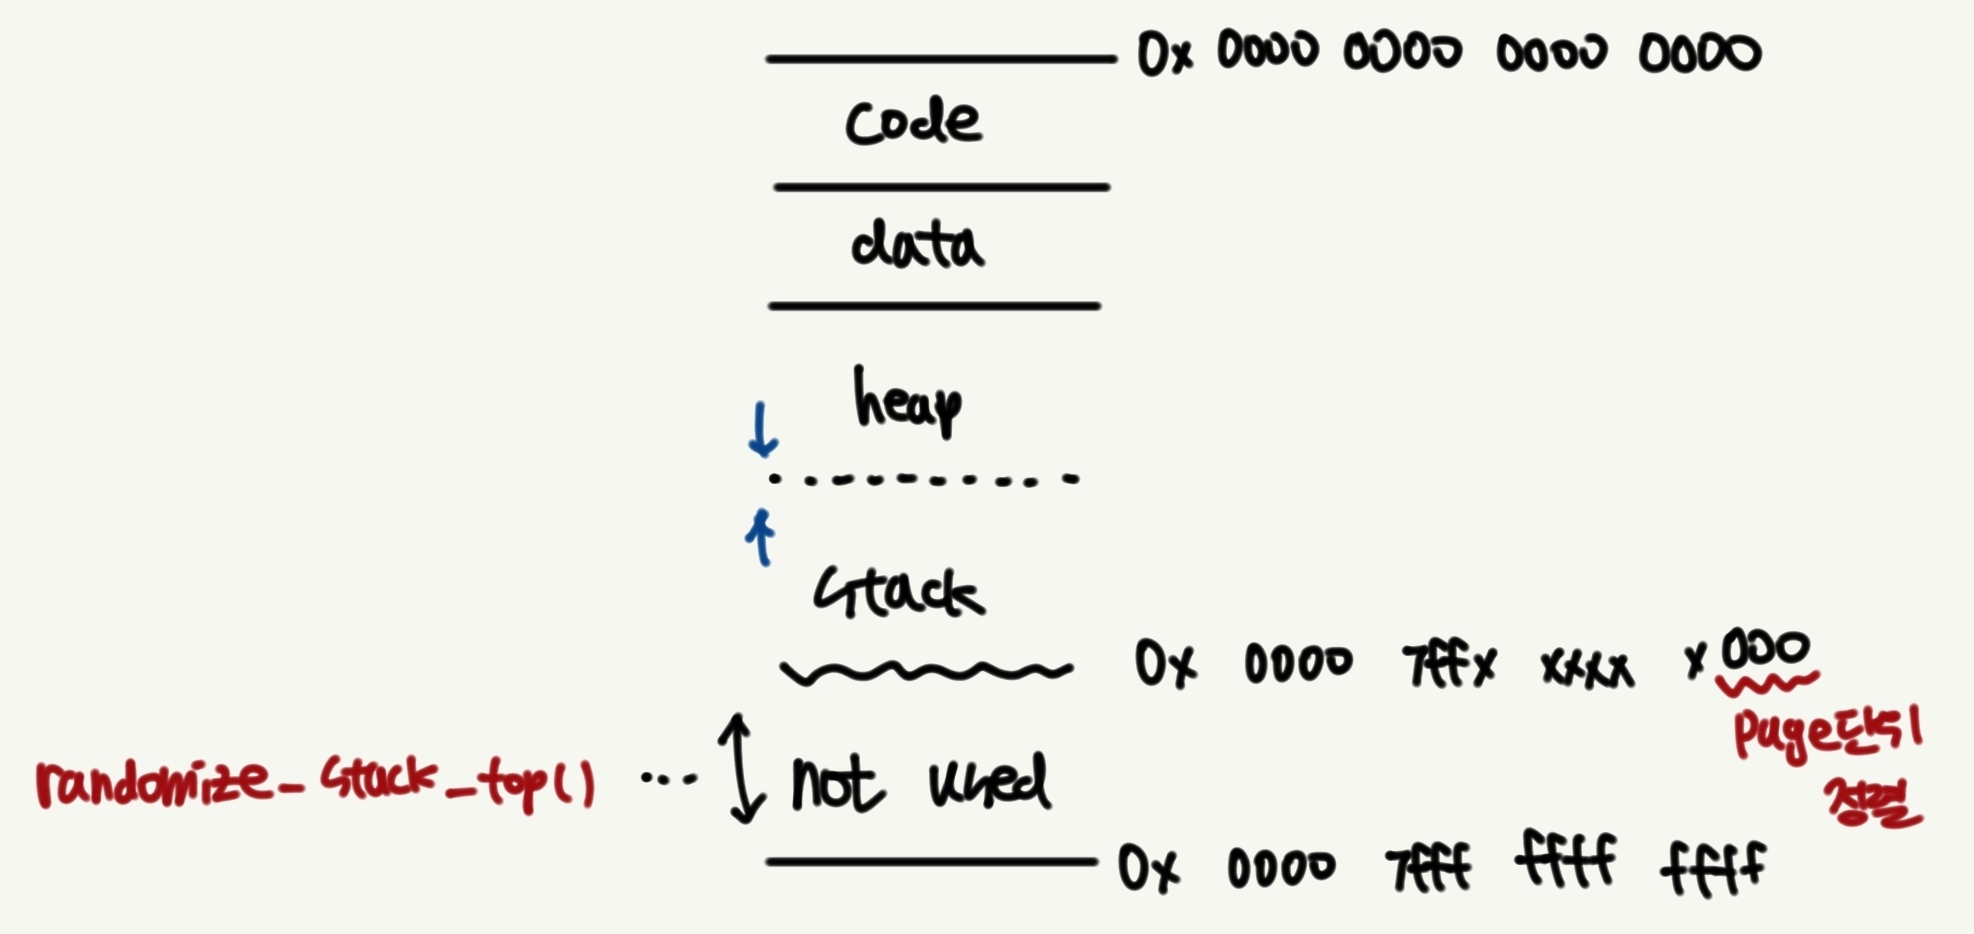 0x 0000 0000 0000 0000
code
data
heap
stack
0x 0000 7ffx xxxx x000
page단위
정렬
randomize_stack_top() ... not used
0x 0000 7fff ffff ffff